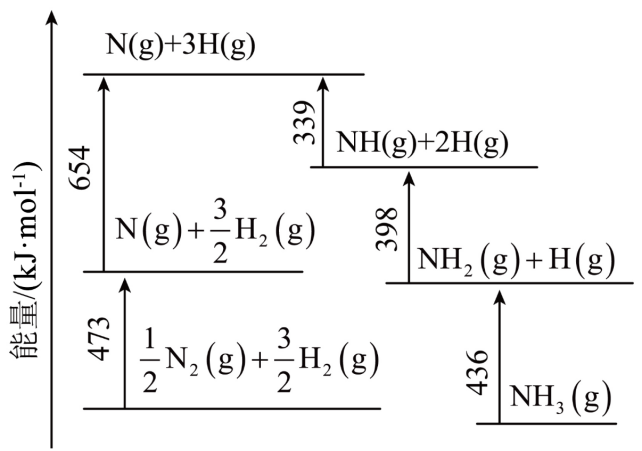 N(g)+3H(g)
339
NH(g)+2H(g)
654
N(g)+3/2H₂(g)
398
NH₂(g)+H(g)
能量/(kJ·mol⁻¹)
473
1/2N₂(g)+3/2H₂(g)
436
NH₃(g)